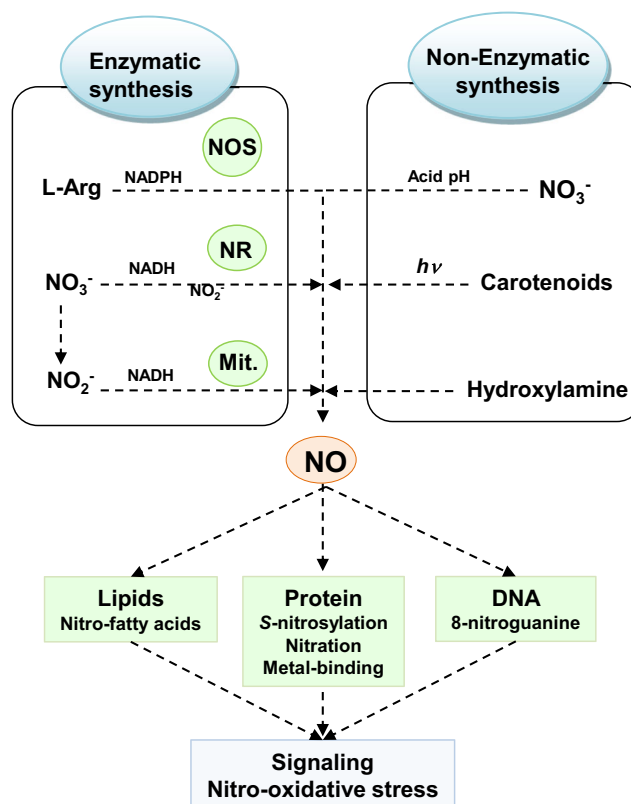 Enzymatic
synthesis
Non-Enzymatic
synthesis
NOS
L-Arg NADPH Acid pH NO₃⁻
NR
NO₃⁻ NADH NO₂⁻ hν Carotenoids
Mit.
NO₂⁻ NADH Hydroxylamine
NO
Lipids
Nitro-fatty acids
Protein
S-nitrosylation
Nitration
Metal-binding
DNA
8-nitroguanine
Signaling
Nitro-oxidative stress